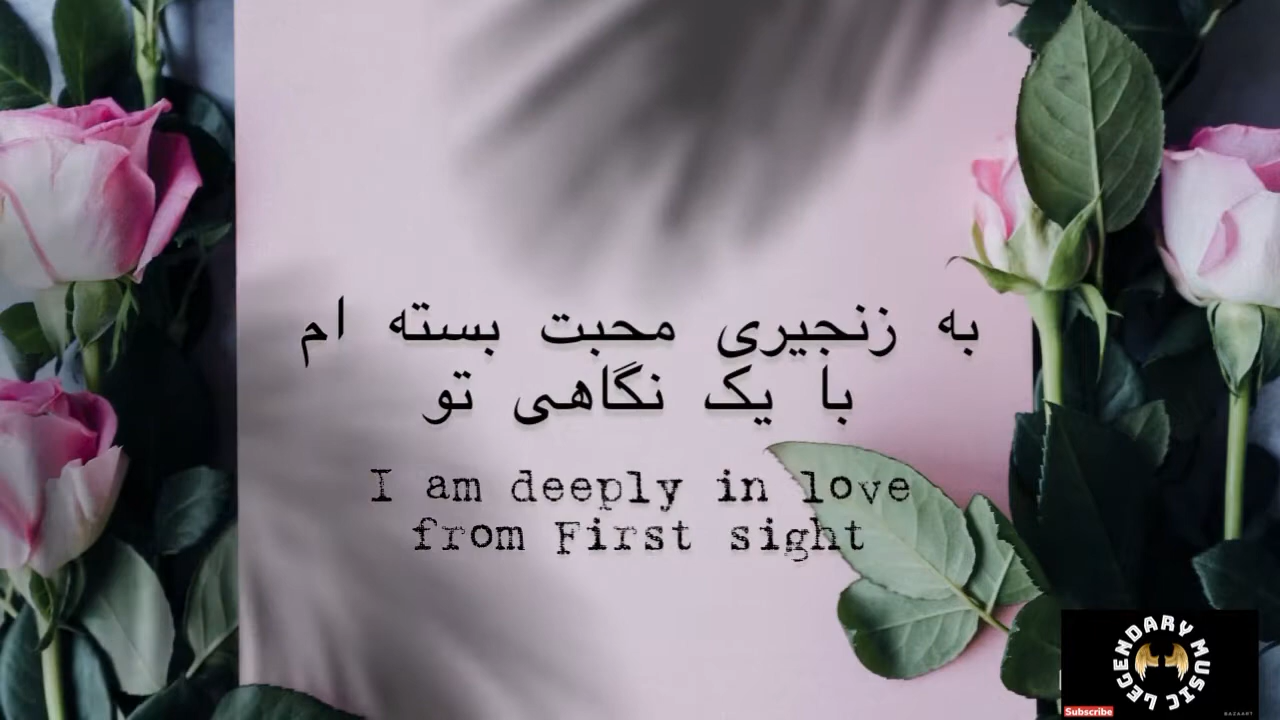 به زنجیری محبت بسته ام
با یک نگاهی تو
I am deeply in love
from First sight
LEGENDARY MUSIC
Subscribe
BAZAART